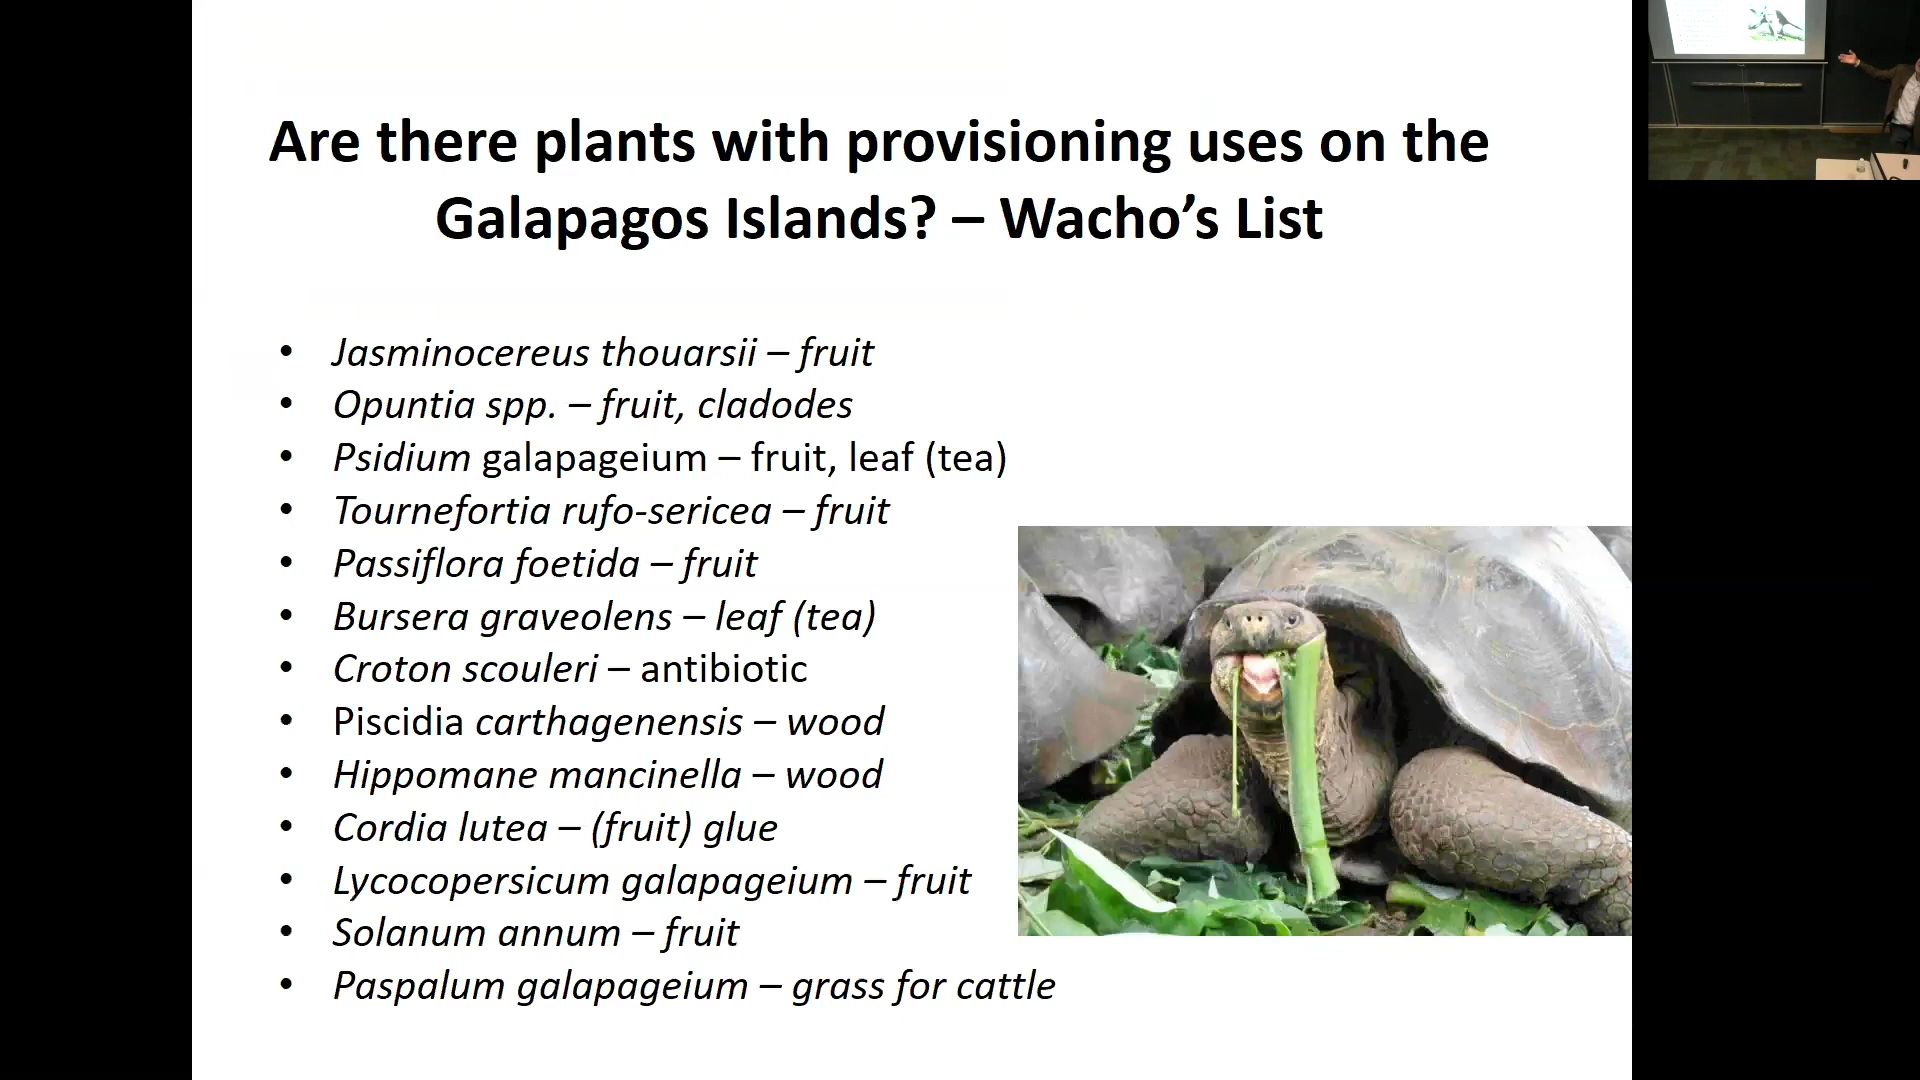 Are there plants with provisioning uses on the
Galapagos Islands? – Wacho’s List
• Jasminocereus thouarsii – fruit
• Opuntia spp. – fruit, cladodes
• Psidium galapageium – fruit, leaf (tea)
• Tournefortia rufo-sericea – fruit
• Passiflora foetida – fruit
• Bursera graveolens – leaf (tea)
• Croton scouleri – antibiotic
• Piscidia carthagenensis – wood
• Hippomane mancinella – wood
• Cordia lutea – (fruit) glue
• Lycocopersicum galapageium – fruit
• Solanum annum – fruit
• Paspalum galapageium – grass for cattle